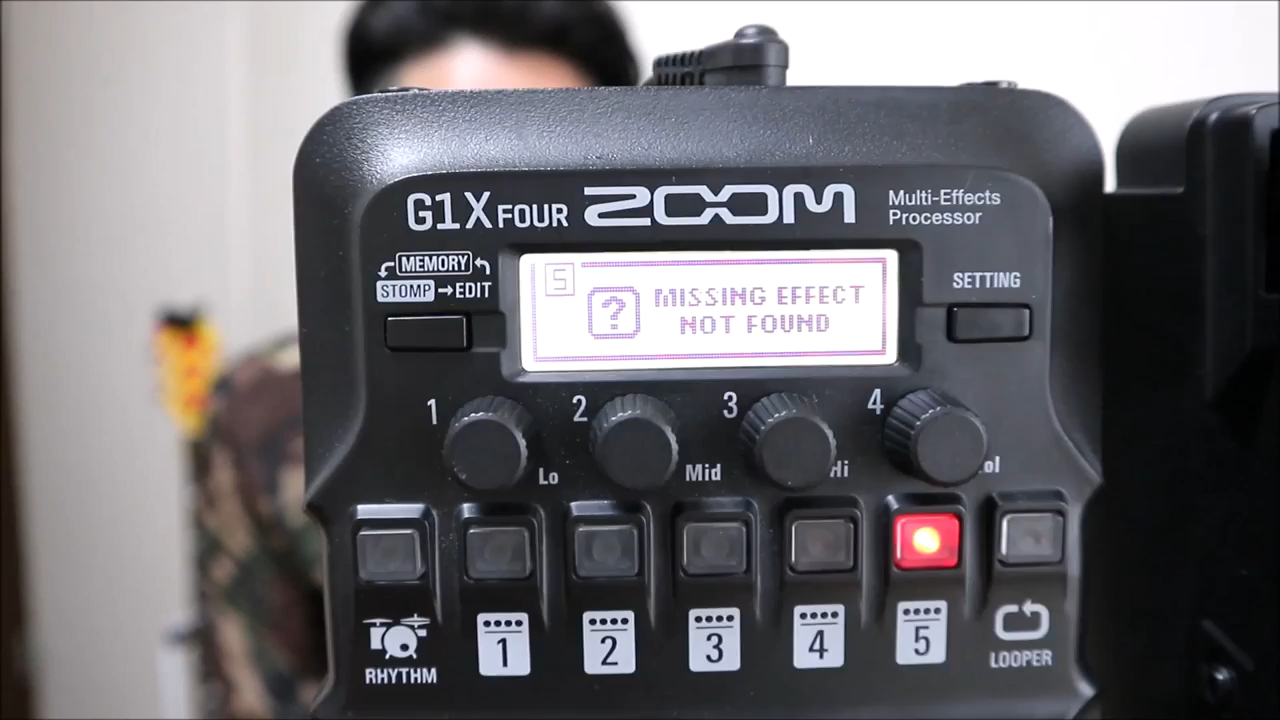 G1X FOUR ZOOM Multi-Effects
Processor
MEMORY
STOMP → EDIT
SETTING
5
?
MISSING EFFECT
NOT FOUND
1 2 3 4
Lo Mid Hi
RHYTHM
1 2 3 4 5
LOOPER